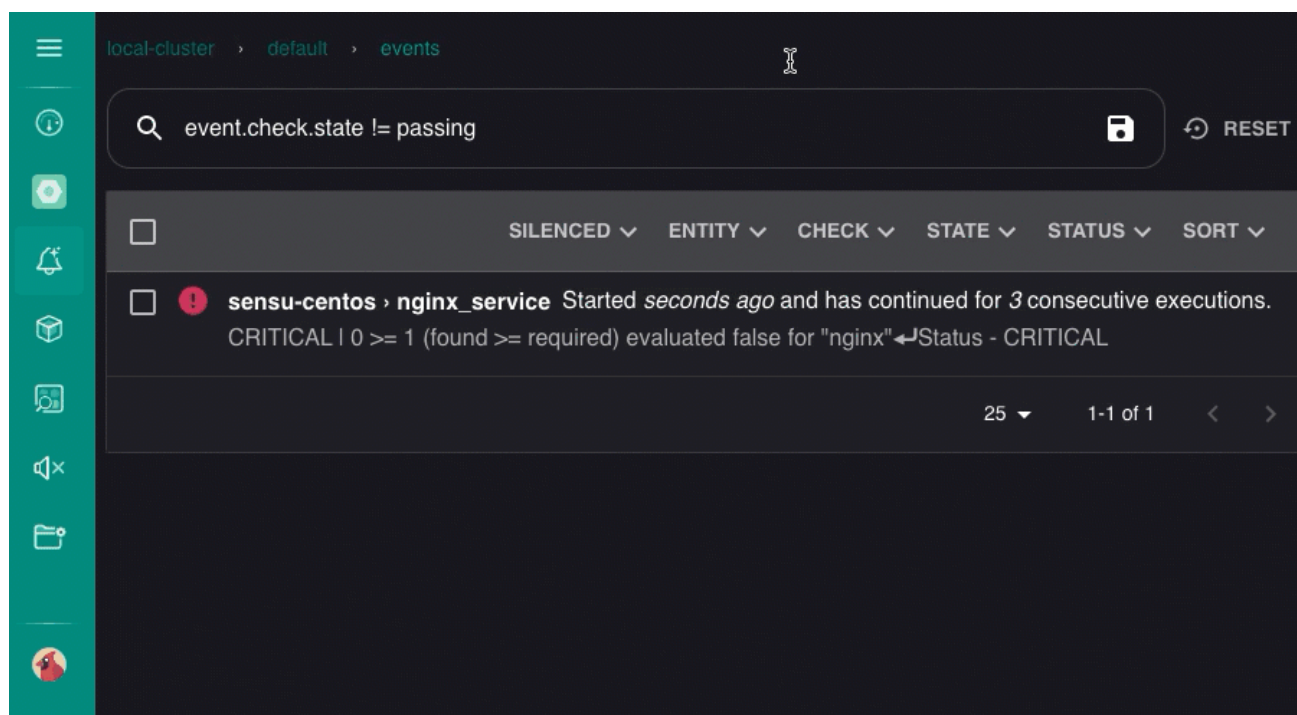 local-cluster › default › events
event.check.state != passing
RESET
SILENCED ENTITY CHECK STATE STATUS SORT
sensu-centos › nginx_service Started seconds ago and has continued for 3 consecutive executions.
CRITICAL | 0 >= 1 (found >= required) evaluated false for "nginx"↵Status - CRITICAL
25 1-1 of 1